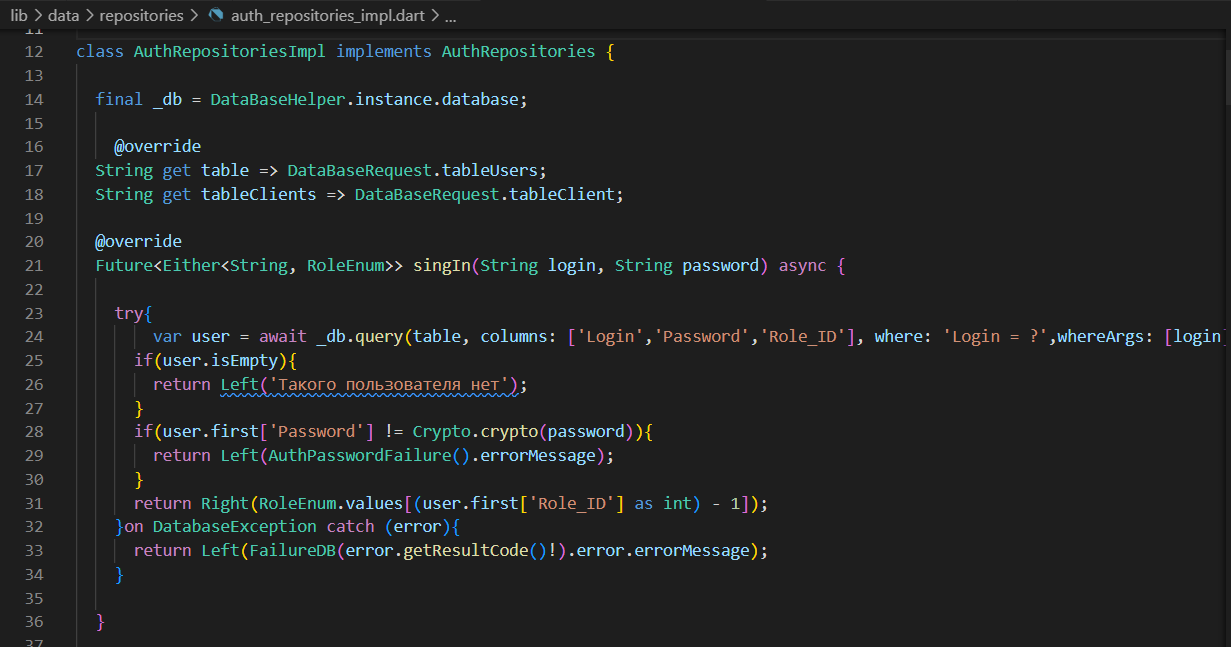 lib > data > repositories > auth_repositories_impl.dart > ...
11
12 class AuthRepositoriesImpl implements AuthRepositories {
13
14 final _db = DataBaseHelper.instance.database;
15
16 @override
17 String get table => DataBaseRequest.tableUsers;
18 String get tableClients => DataBaseRequest.tableClient;
19
20 @override
21 Future<Either<String, RoleEnum>> singIn(String login, String password) async {
22
23 try{
24 var user = await _db.query(table, columns: ['Login','Password','Role_ID'], where: 'Login = ?',whereArgs: [login]
25 if(user.isEmpty){
26 return Left('Такого пользователя нет');
27 }
28 if(user.first['Password'] != Crypto.crypto(password)){
29 return Left(AuthPasswordFailure().errorMessage);
30 }
31 return Right(RoleEnum.values[(user.first['Role_ID'] as int) - 1]);
32 }on DatabaseException catch (error){
33 return Left(FailureDB(error.getResultCode()!).error.errorMessage);
34 }
35
36 }
37